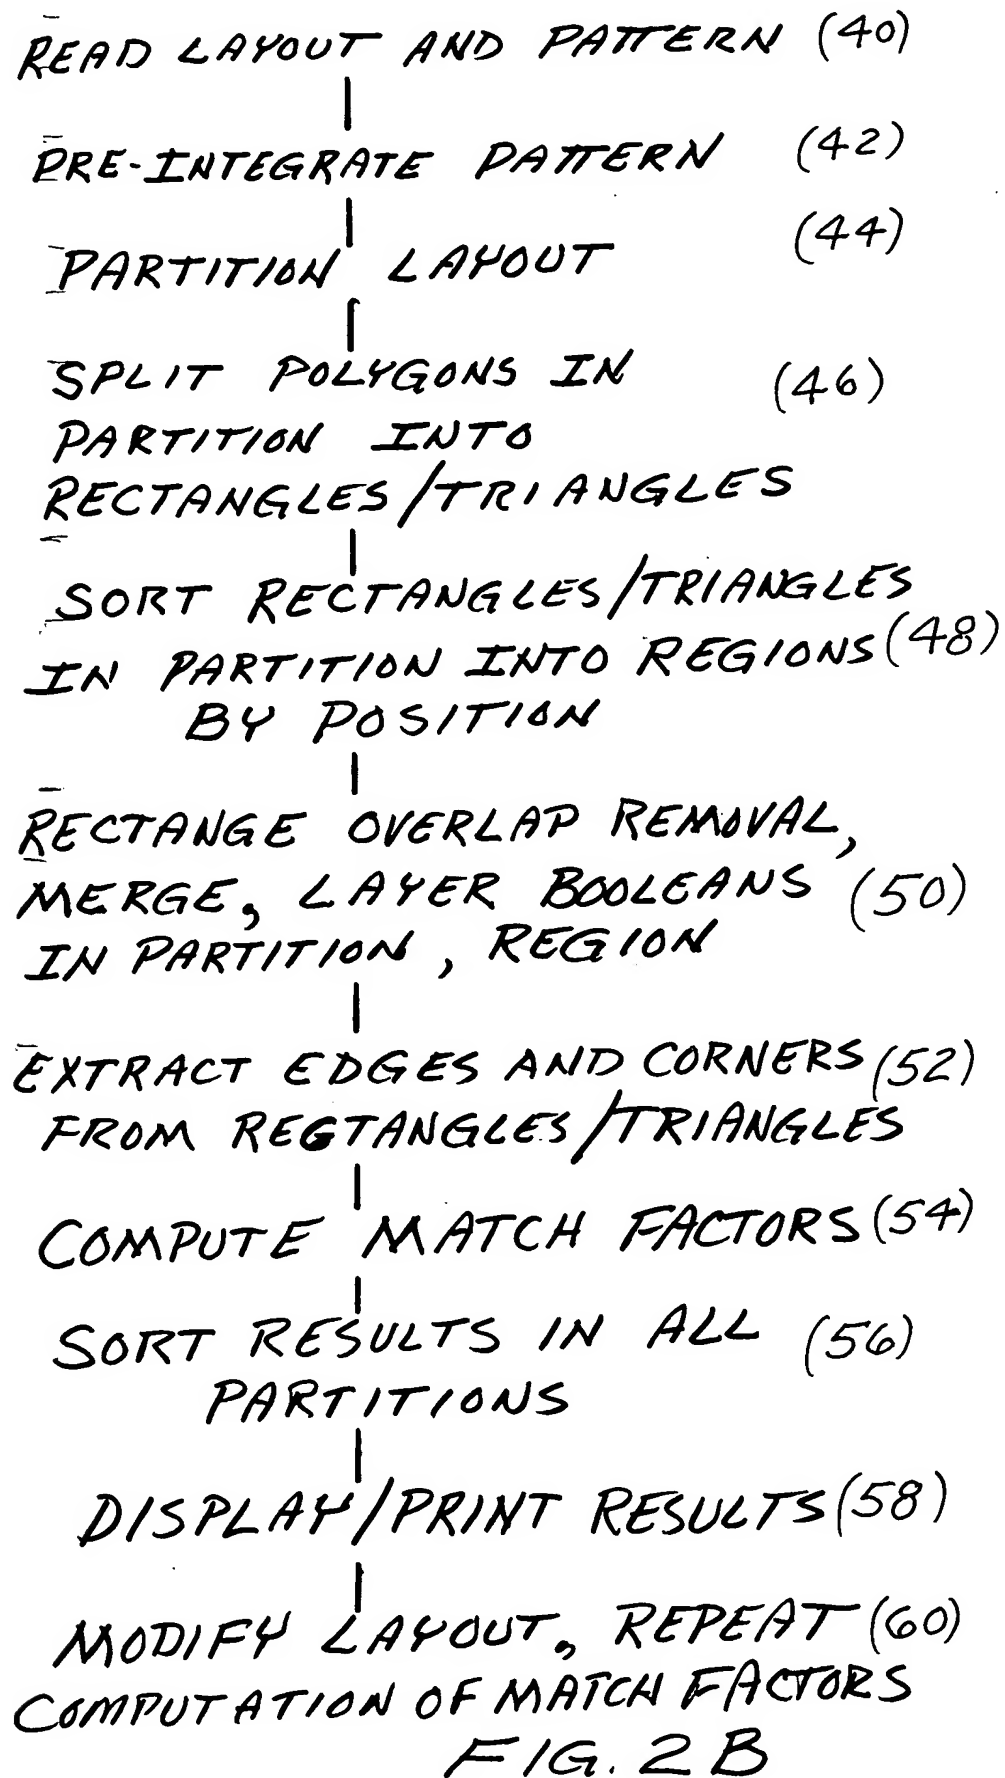 READ LAYOUT AND PATTERN (40)
PRE-INTEGRATE PATTERN (42)
PARTITION LAYOUT (44)
SPLIT POLYGONS IN (46)
PARTITION INTO
RECTANGLES/TRIANGLES
SORT RECTANGLES/TRIANGLES
IN PARTITION INTO REGIONS (48)
BY POSITION
RECTANGE OVERLAP REMOVAL,
MERGE, LAYER BOOLEANS (50)
IN PARTITION, REGION
EXTRACT EDGES AND CORNERS (52)
FROM REGTANGLES/TRIANGLES
COMPUTE MATCH FACTORS (54)
SORT RESULTS IN ALL (56)
PARTITIONS
DISPLAY/PRINT RESULTS (58)
MODIFY LAYOUT, REPEAT (60)
COMPUTATION OF MATCH FACTORS
FIG. 2B